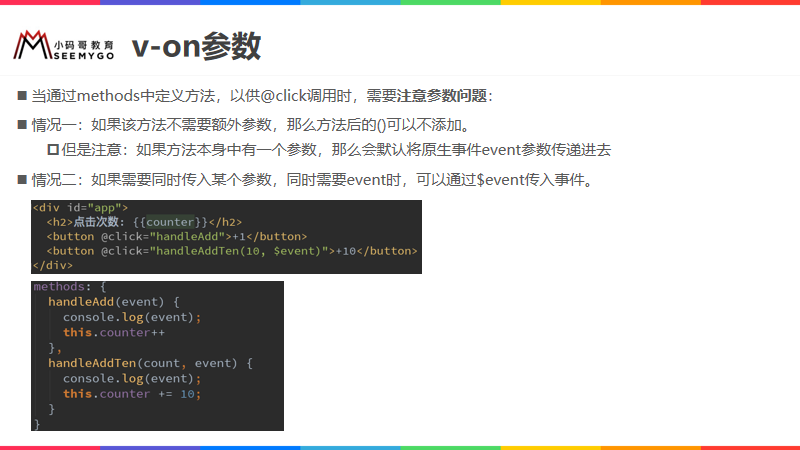 小码哥教育
SEEMYGO
v-on参数
当通过methods中定义方法，以供@click调用时，需要注意参数问题：
情况一：如果该方法不需要额外参数，那么方法后的()可以不添加。
但是注意：如果方法本身中有一个参数，那么会默认将原生事件event参数传递进去
情况二：如果需要同时传入某个参数，同时需要event时，可以通过$event传入事件。
<div id="app">
<h2>点击次数: {{counter}}</h2>
<button @click="handleAdd">+1</button>
<button @click="handleAddTen(10, $event)">+10</button>
</div>
methods: {
handleAdd(event) {
console.log(event);
this.counter++
},
handleAddTen(count, event) {
console.log(event);
this.counter += 10;
}
}